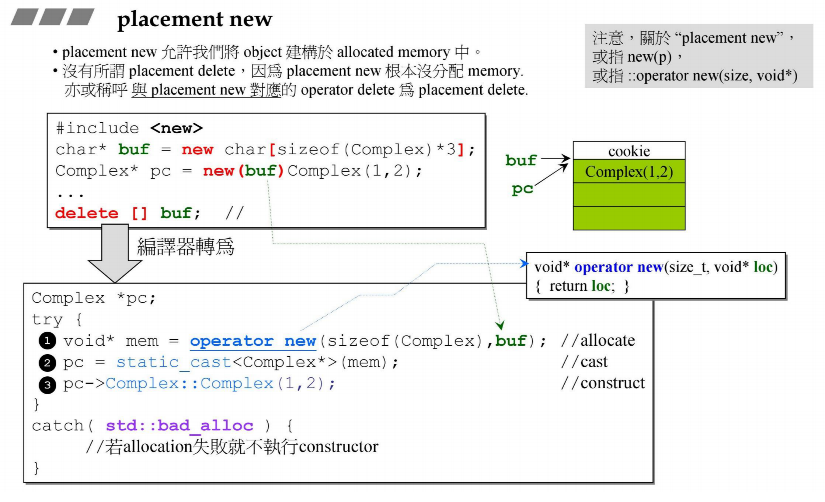 placement new
• placement new 允許我們將 object 建構於 allocated memory 中。
• 沒有所謂 placement delete，因為 placement new 根本沒分配 memory.
亦或稱呼 與 placement new 對應的 operator delete 為 placement delete.
注意，關於 “placement new”，
或指 new(p)，
或指 ::operator new(size, void*)
#include <new>
char* buf = new char[sizeof(Complex)*3];
Complex* pc = new(buf)Complex(1,2);
...
delete [] buf; //
buf
pc
cookie
Complex(1,2)
編譯器轉為
void* operator new(size_t, void* loc)
{ return loc; }
Complex *pc;
try {
1 void* mem = operator new(sizeof(Complex),buf); //allocate
2 pc = static_cast<Complex*>(mem); //cast
3 pc->Complex::Complex(1,2); //construct
}
catch( std::bad_alloc ) {
//若allocation失敗就不執行constructor
}